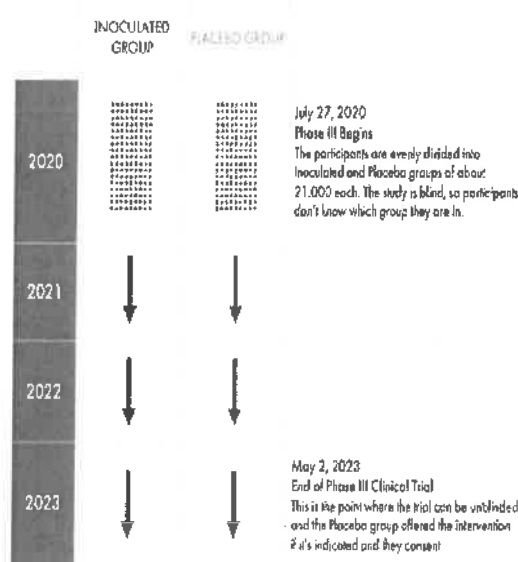 INOCULATED
GROUP
PLACEBO GROUP
2020
July 27, 2020
Phase III Begins
The participants are evenly divided into
Inoculated and Placebo groups of about
21,000 each. The study is blind, so participants
don't know which group they are in.
2021
2022
2023
May 2, 2023
End of Phase III Clinical Trial
This is the point where the trial can be unblinded
and the Placebo group offered the intervention
if it's indicated and they consent